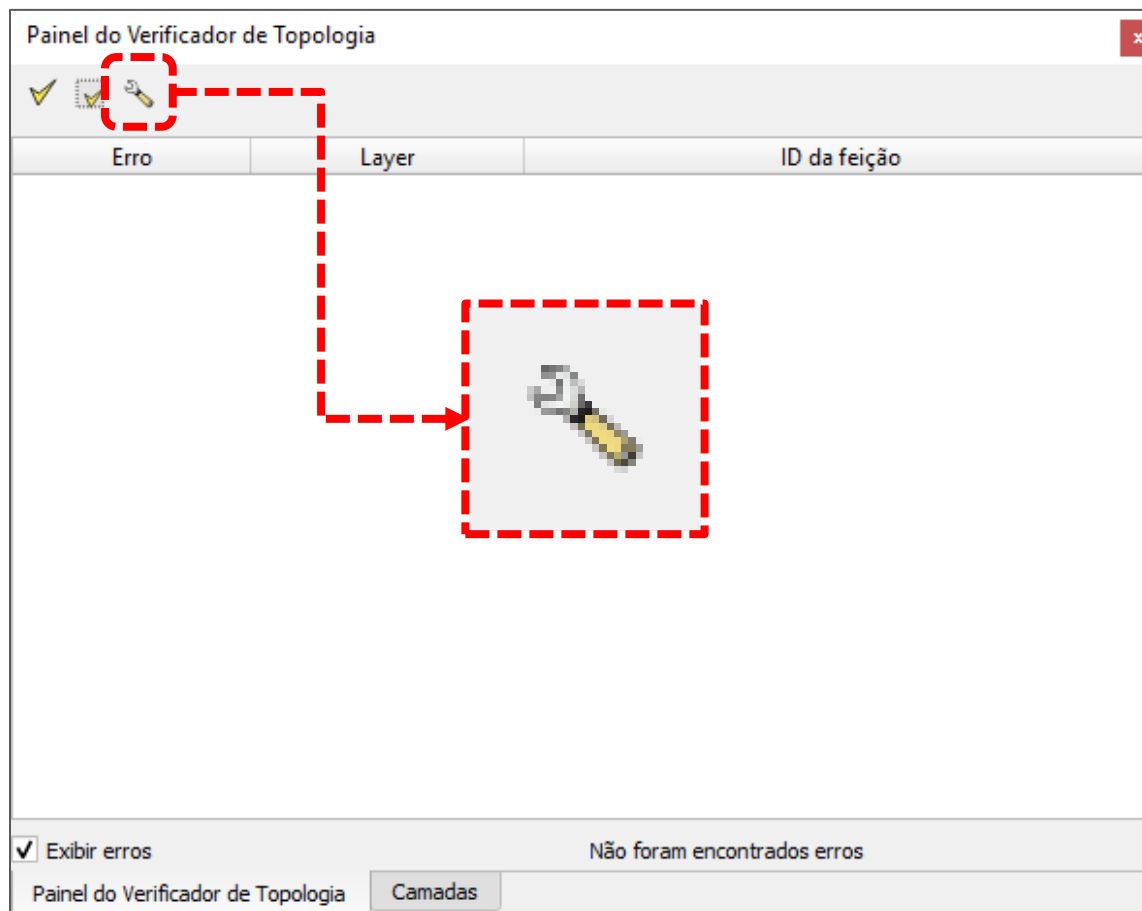 Painel do Verificador de Topologia
x
Erro Layer ID da feição
Exibir erros Não foram encontrados erros
Painel do Verificador de Topologia Camadas